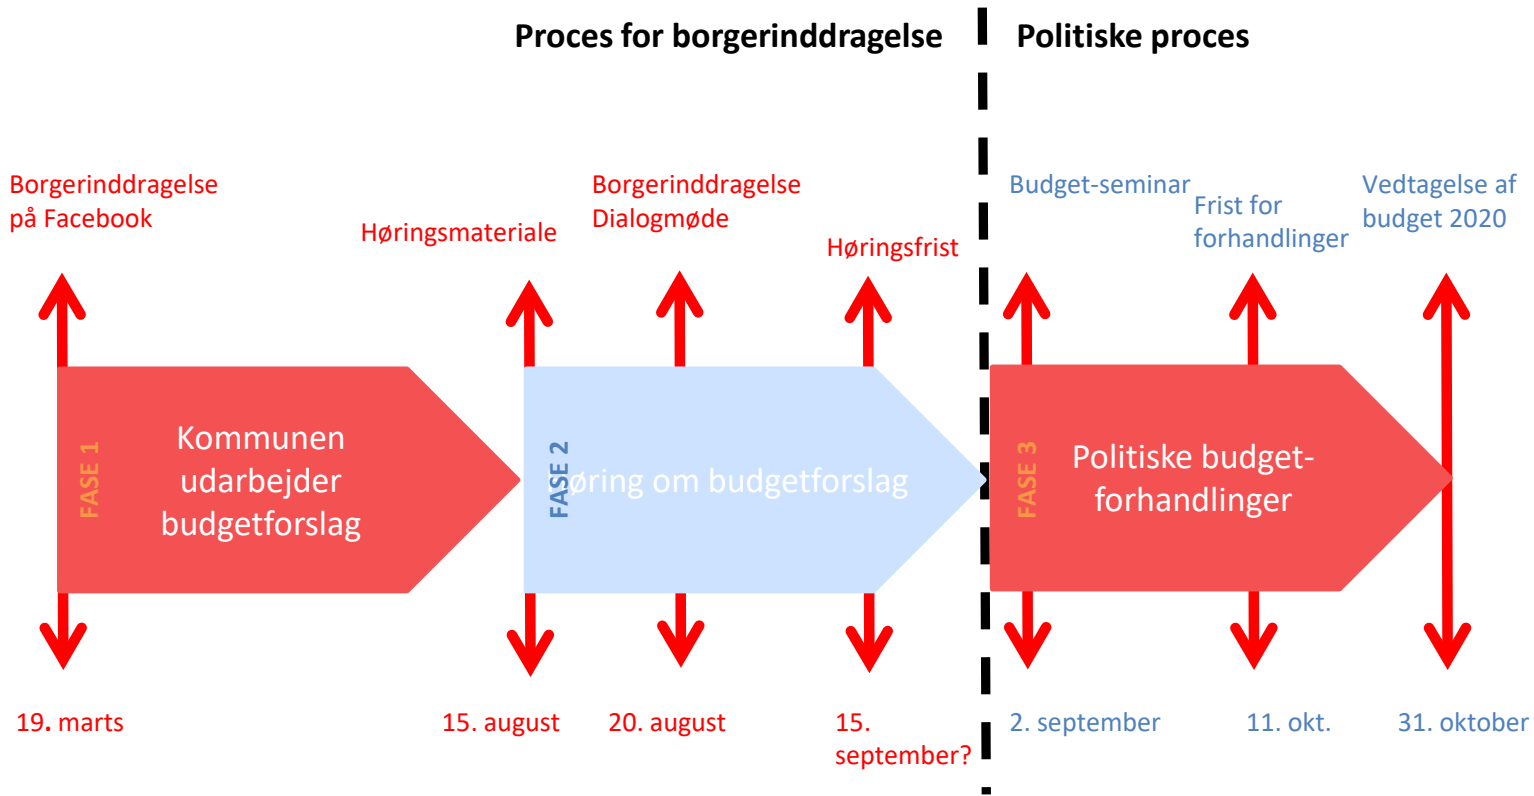 Proces for borgerinddragelse
Politiske proces
Borgerinddragelse
på Facebook
Høringsmateriale
Borgerinddragelse
Dialogmøde
Høringsfrist
Budget-seminar
Frist for
forhandlinger
Vedtagelse af
budget 2020
FASE 1
Kommunen
udarbejder
budgetforslag
FASE 2
Høring om budgetforslag
FASE 3
Politiske budget-
forhandlinger
19. marts
15. august
20. august
15.
september?
2. september
11. okt.
31. oktober